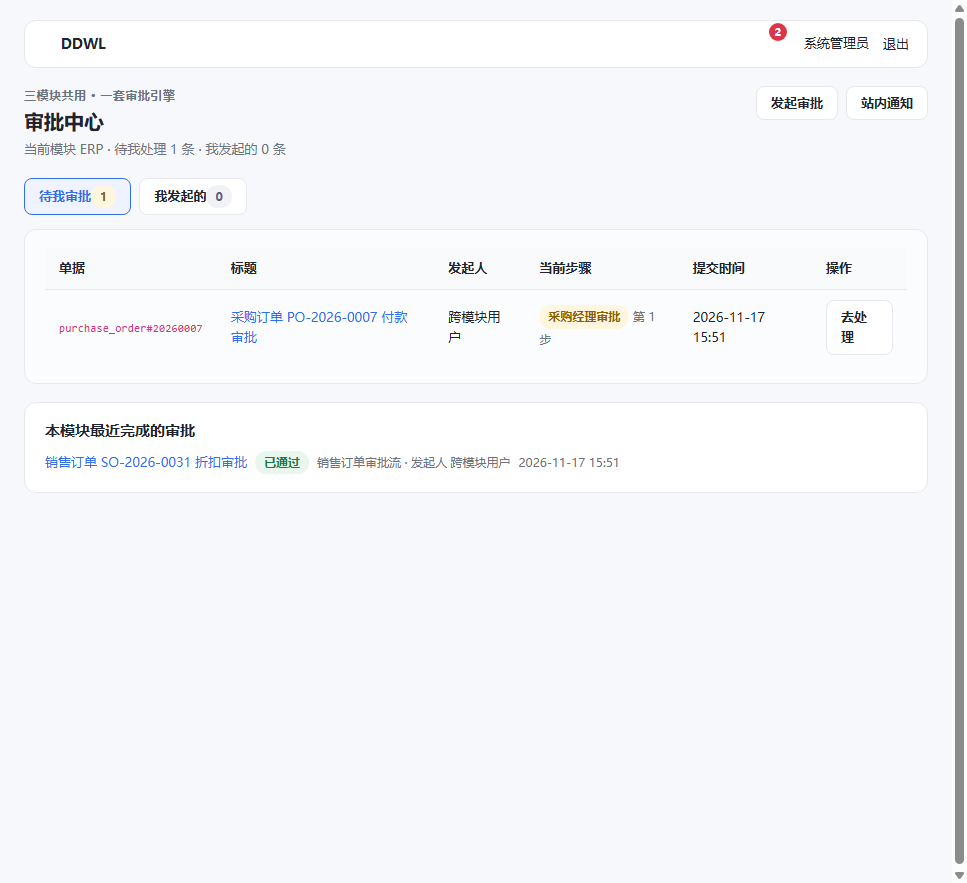 DDWL
2
系统管理员 退出
三模块共用 • 一套审批引擎
审批中心
当前模块 ERP · 待我处理 1 条 · 我发起的 0 条
发起审批 站内通知
待我审批 1 我发起的 0
单据 标题 发起人 当前步骤 提交时间 操作
purchase_order#20260007 采购订单 PO-2026-0007 付款审批 跨模块用户 采购经理审批 第 1 步 2026-11-17 15:51 去处理
本模块最近完成的审批
销售订单 SO-2026-0031 折扣审批 已通过 销售订单审批流 · 发起人 跨模块用户 2026-11-17 15:51